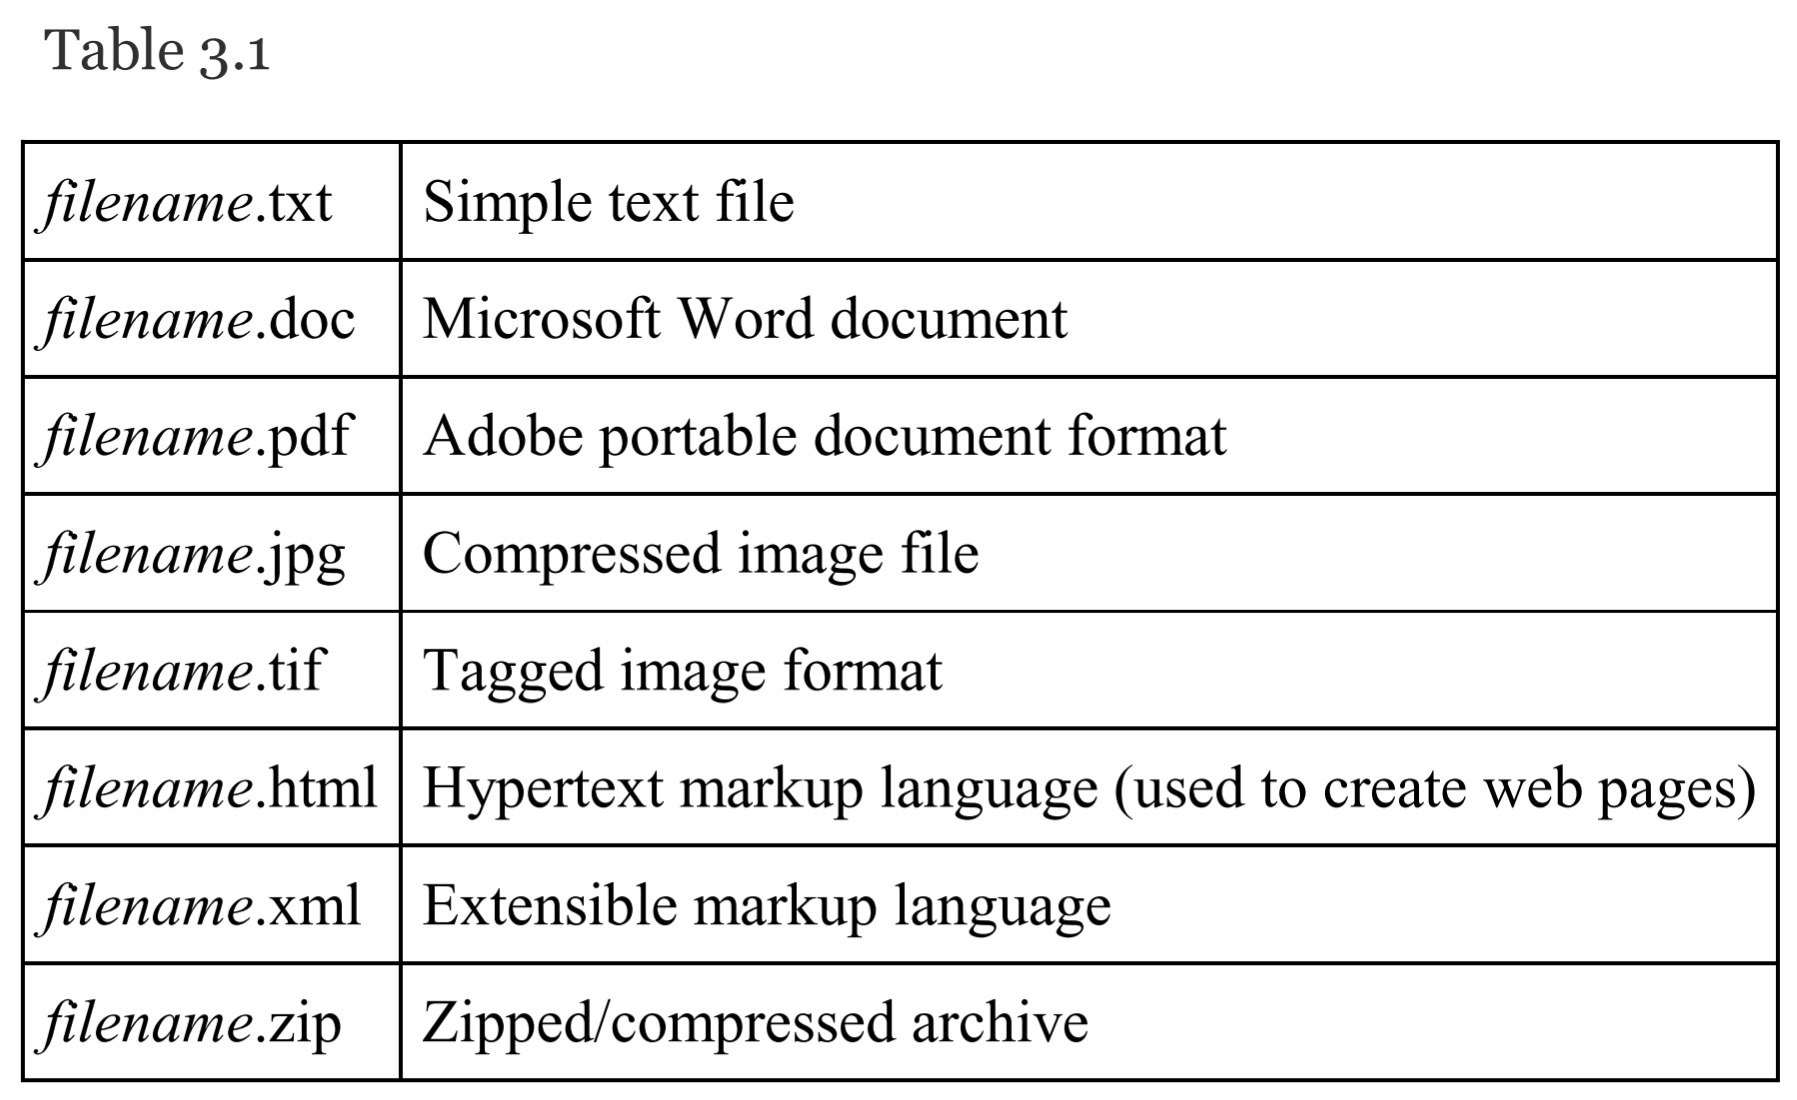 Table 3.1
filename.txt Simple text file
filename.doc Microsoft Word document
filename.pdf Adobe portable document format
filename.jpg Compressed image file
filename.tif Tagged image format
filename.html Hypertext markup language (used to create web pages)
filename.xml Extensible markup language
filename.zip Zipped/compressed archive